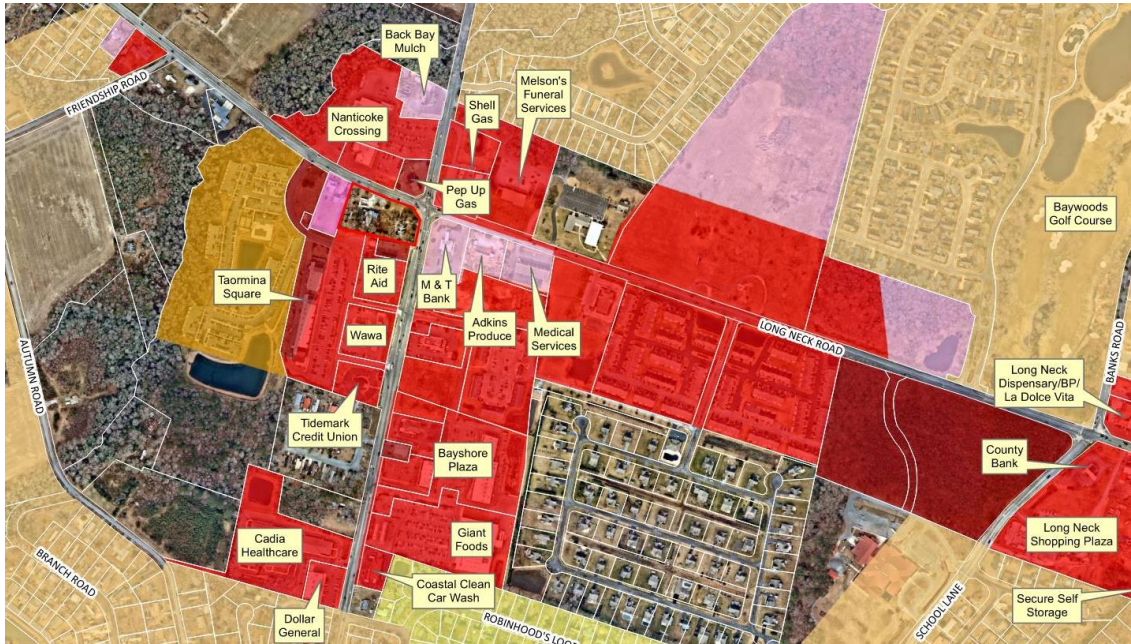 Back Bay
Mulch
Melson's
Funeral
Services
Shell
Gas
FRIENDSHIP ROAD
Nanticoke
Crossing
Pep Up
Gas
Baywoods
Golf Course
Taormina
Square
Rite
Aid
M & T
Bank
Adkins
Produce
Medical
Services
Wawa
LONG NECK ROAD
BANKS ROAD
AUTUMN ROAD
Long Neck
Dispensary/BP/
La Dolce Vita
Tidemark
Credit Union
Bayshore
Plaza
County
Bank
Cadia
Healthcare
Giant
Foods
Long Neck
Shopping Plaza
BRANCH ROAD
Coastal Clean
Car Wash
Dollar
General
ROBINHOOD'S LOOP
SCHOOL LANE
Secure Self
Storage